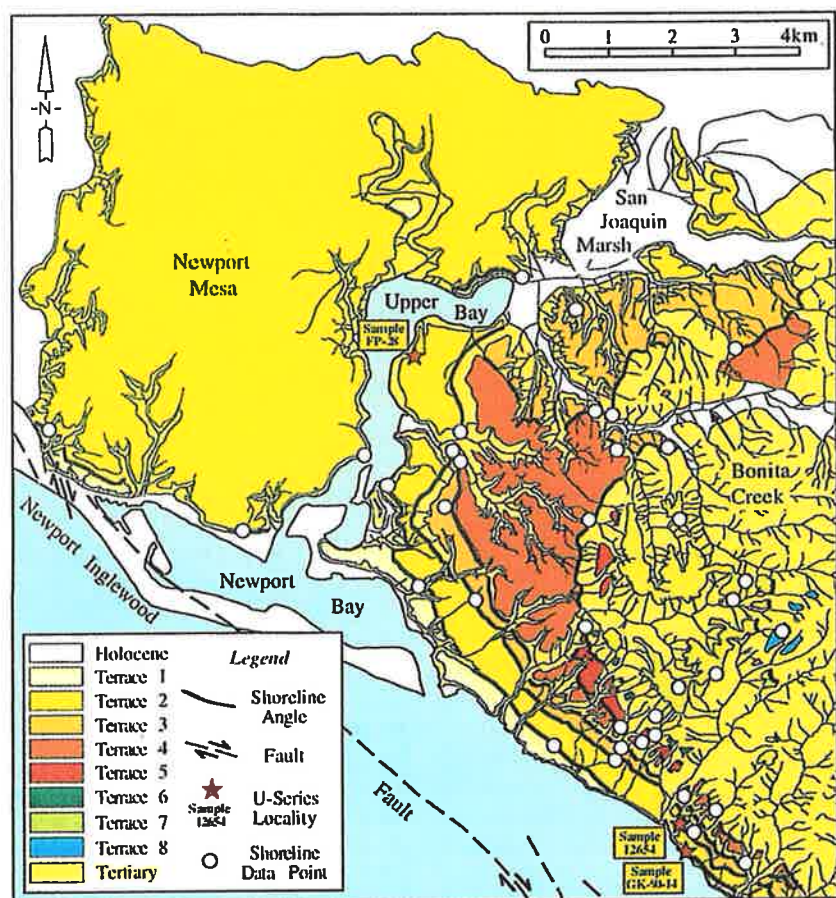 0 1 2 3 4km
-N-
San
Joaquin
Marsh
Newport
Mesa
Upper
Bay
Sample
FP-28
Bonita
Creek
Newport Inglewood
Newport
Bay
Fault
Sample
12654
Sample
GK-90-14
Legend
Holocene
Terrace 1
Terrace 2
Terrace 3
Terrace 4
Terrace 5
Terrace 6
Terrace 7
Terrace 8
Tertiary
Shoreline
Angle
Fault
Sample
12654
U-Series
Locality
Shoreline
Data Point